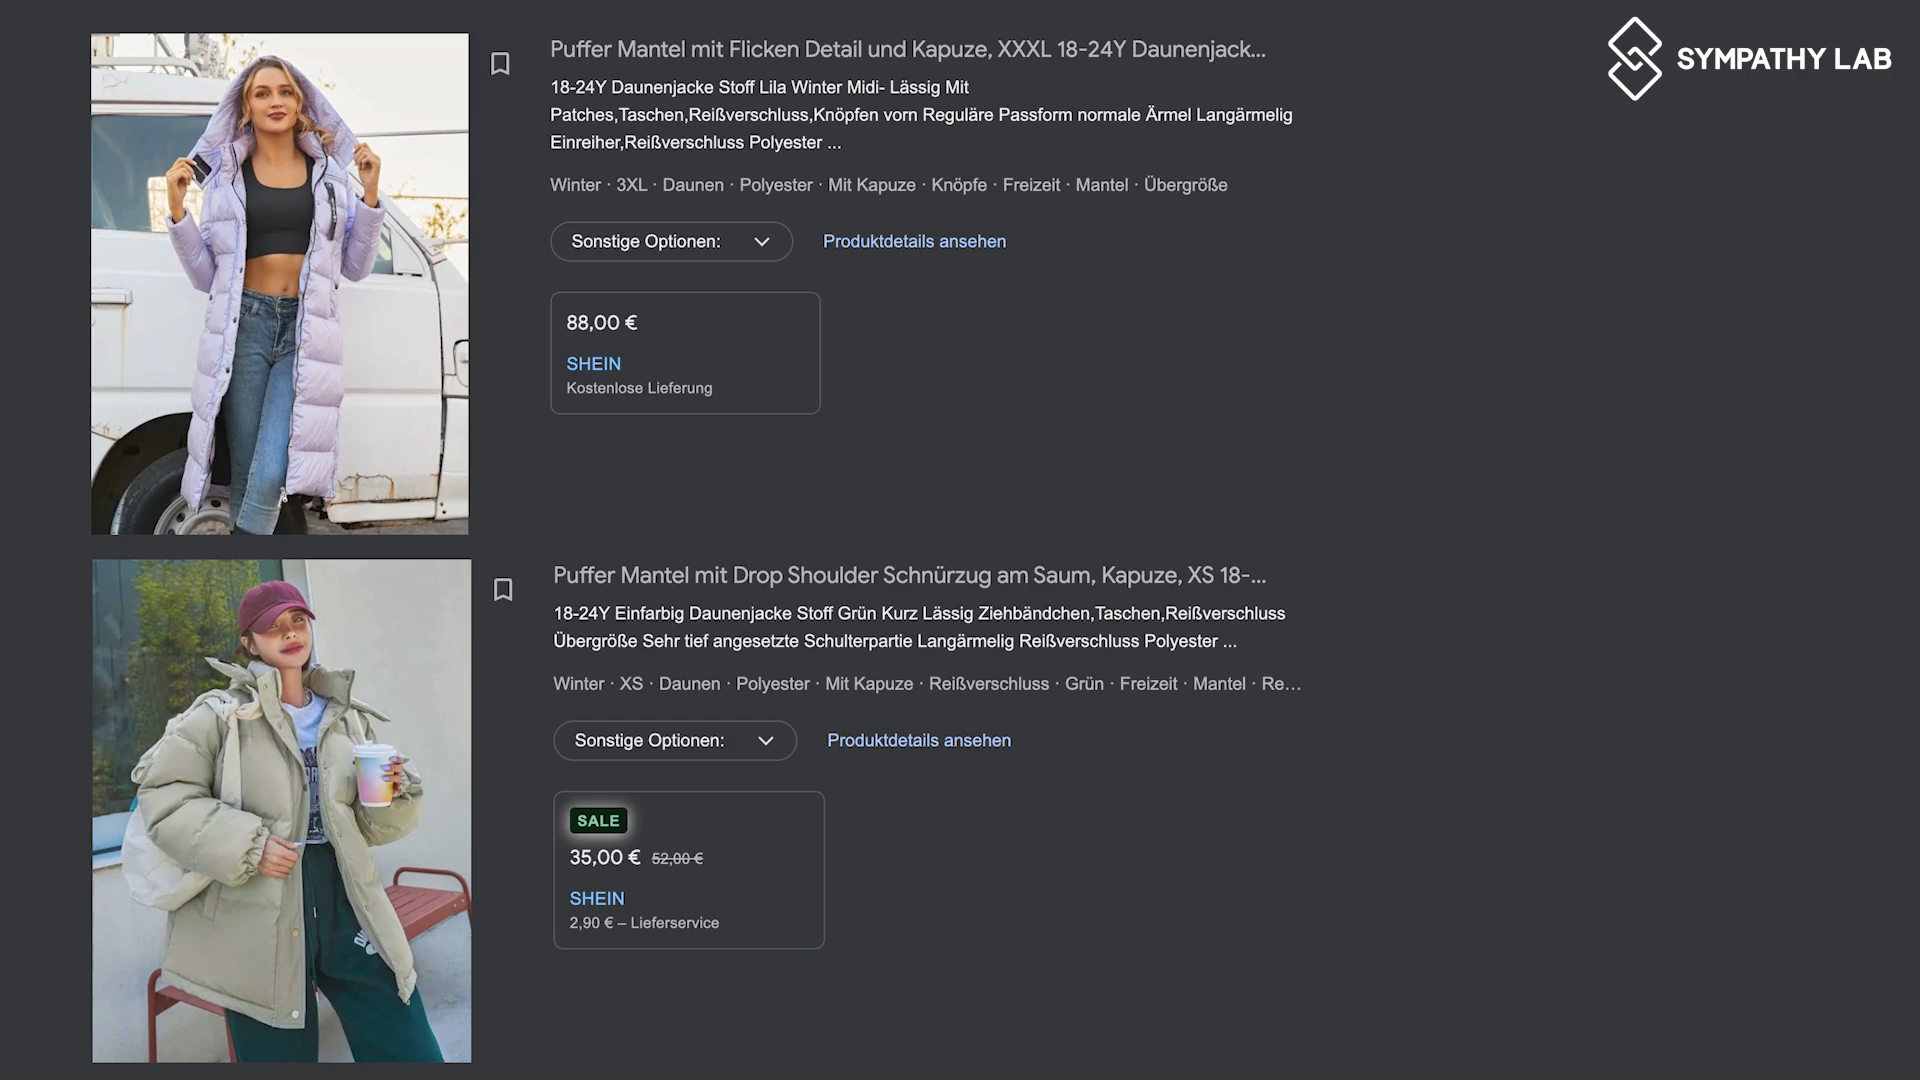 SYMPATHY LAB
Puffer Mantel mit Flicken Detail und Kapuze, XXXL 18-24Y Daunenjack...
18-24Y Daunenjacke Stoff Lila Winter Midi- Lässig Mit
Patches,Taschen,Reißverschluss,Knöpfen vorn Reguläre Passform normale Ärmel Langärmelig
Einreiher,Reißverschluss Polyester ...
Winter · 3XL · Daunen · Polyester · Mit Kapuze · Knöpfe · Freizeit · Mantel · Übergröße
Sonstige Optionen:
Produktdetails ansehen
88,00 €
SHEIN
Kostenlose Lieferung
Puffer Mantel mit Drop Shoulder Schnürzug am Saum, Kapuze, XS 18-...
18-24Y Einfarbig Daunenjacke Stoff Grün Kurz Lässig Ziehbändchen,Taschen,Reißverschluss
Übergröße Sehr tief angesetzte Schulterpartie Langärmelig Reißverschluss Polyester ...
Winter · XS · Daunen · Polyester · Mit Kapuze · Reißverschluss · Grün · Freizeit · Mantel · Re...
Sonstige Optionen:
Produktdetails ansehen
SALE
35,00 € 52,00 €
SHEIN
2,90 € – Lieferservice